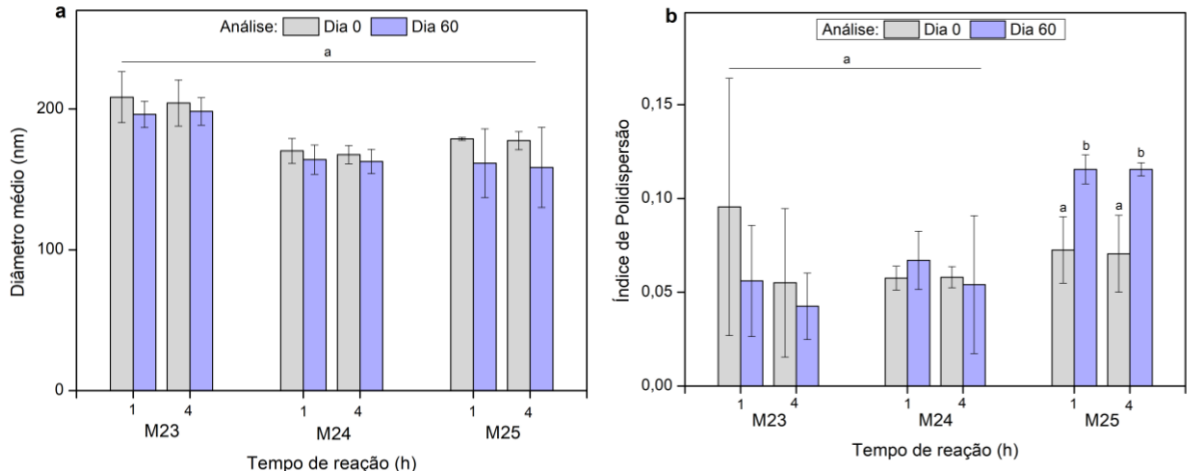 a
Análise: Dia 0 Dia 60
a
200
100
0
Diâmetro médio (nm)
1 4 1 4 1 4
M23 M24 M25
Tempo de reação (h)
b
Análise: Dia 0 Dia 60
a
0,15
0,10
0,05
0,00
Índice de Polidispersão
a b a b
1 4 1 4 1 4
M23 M24 M25
Tempo de reação (h)